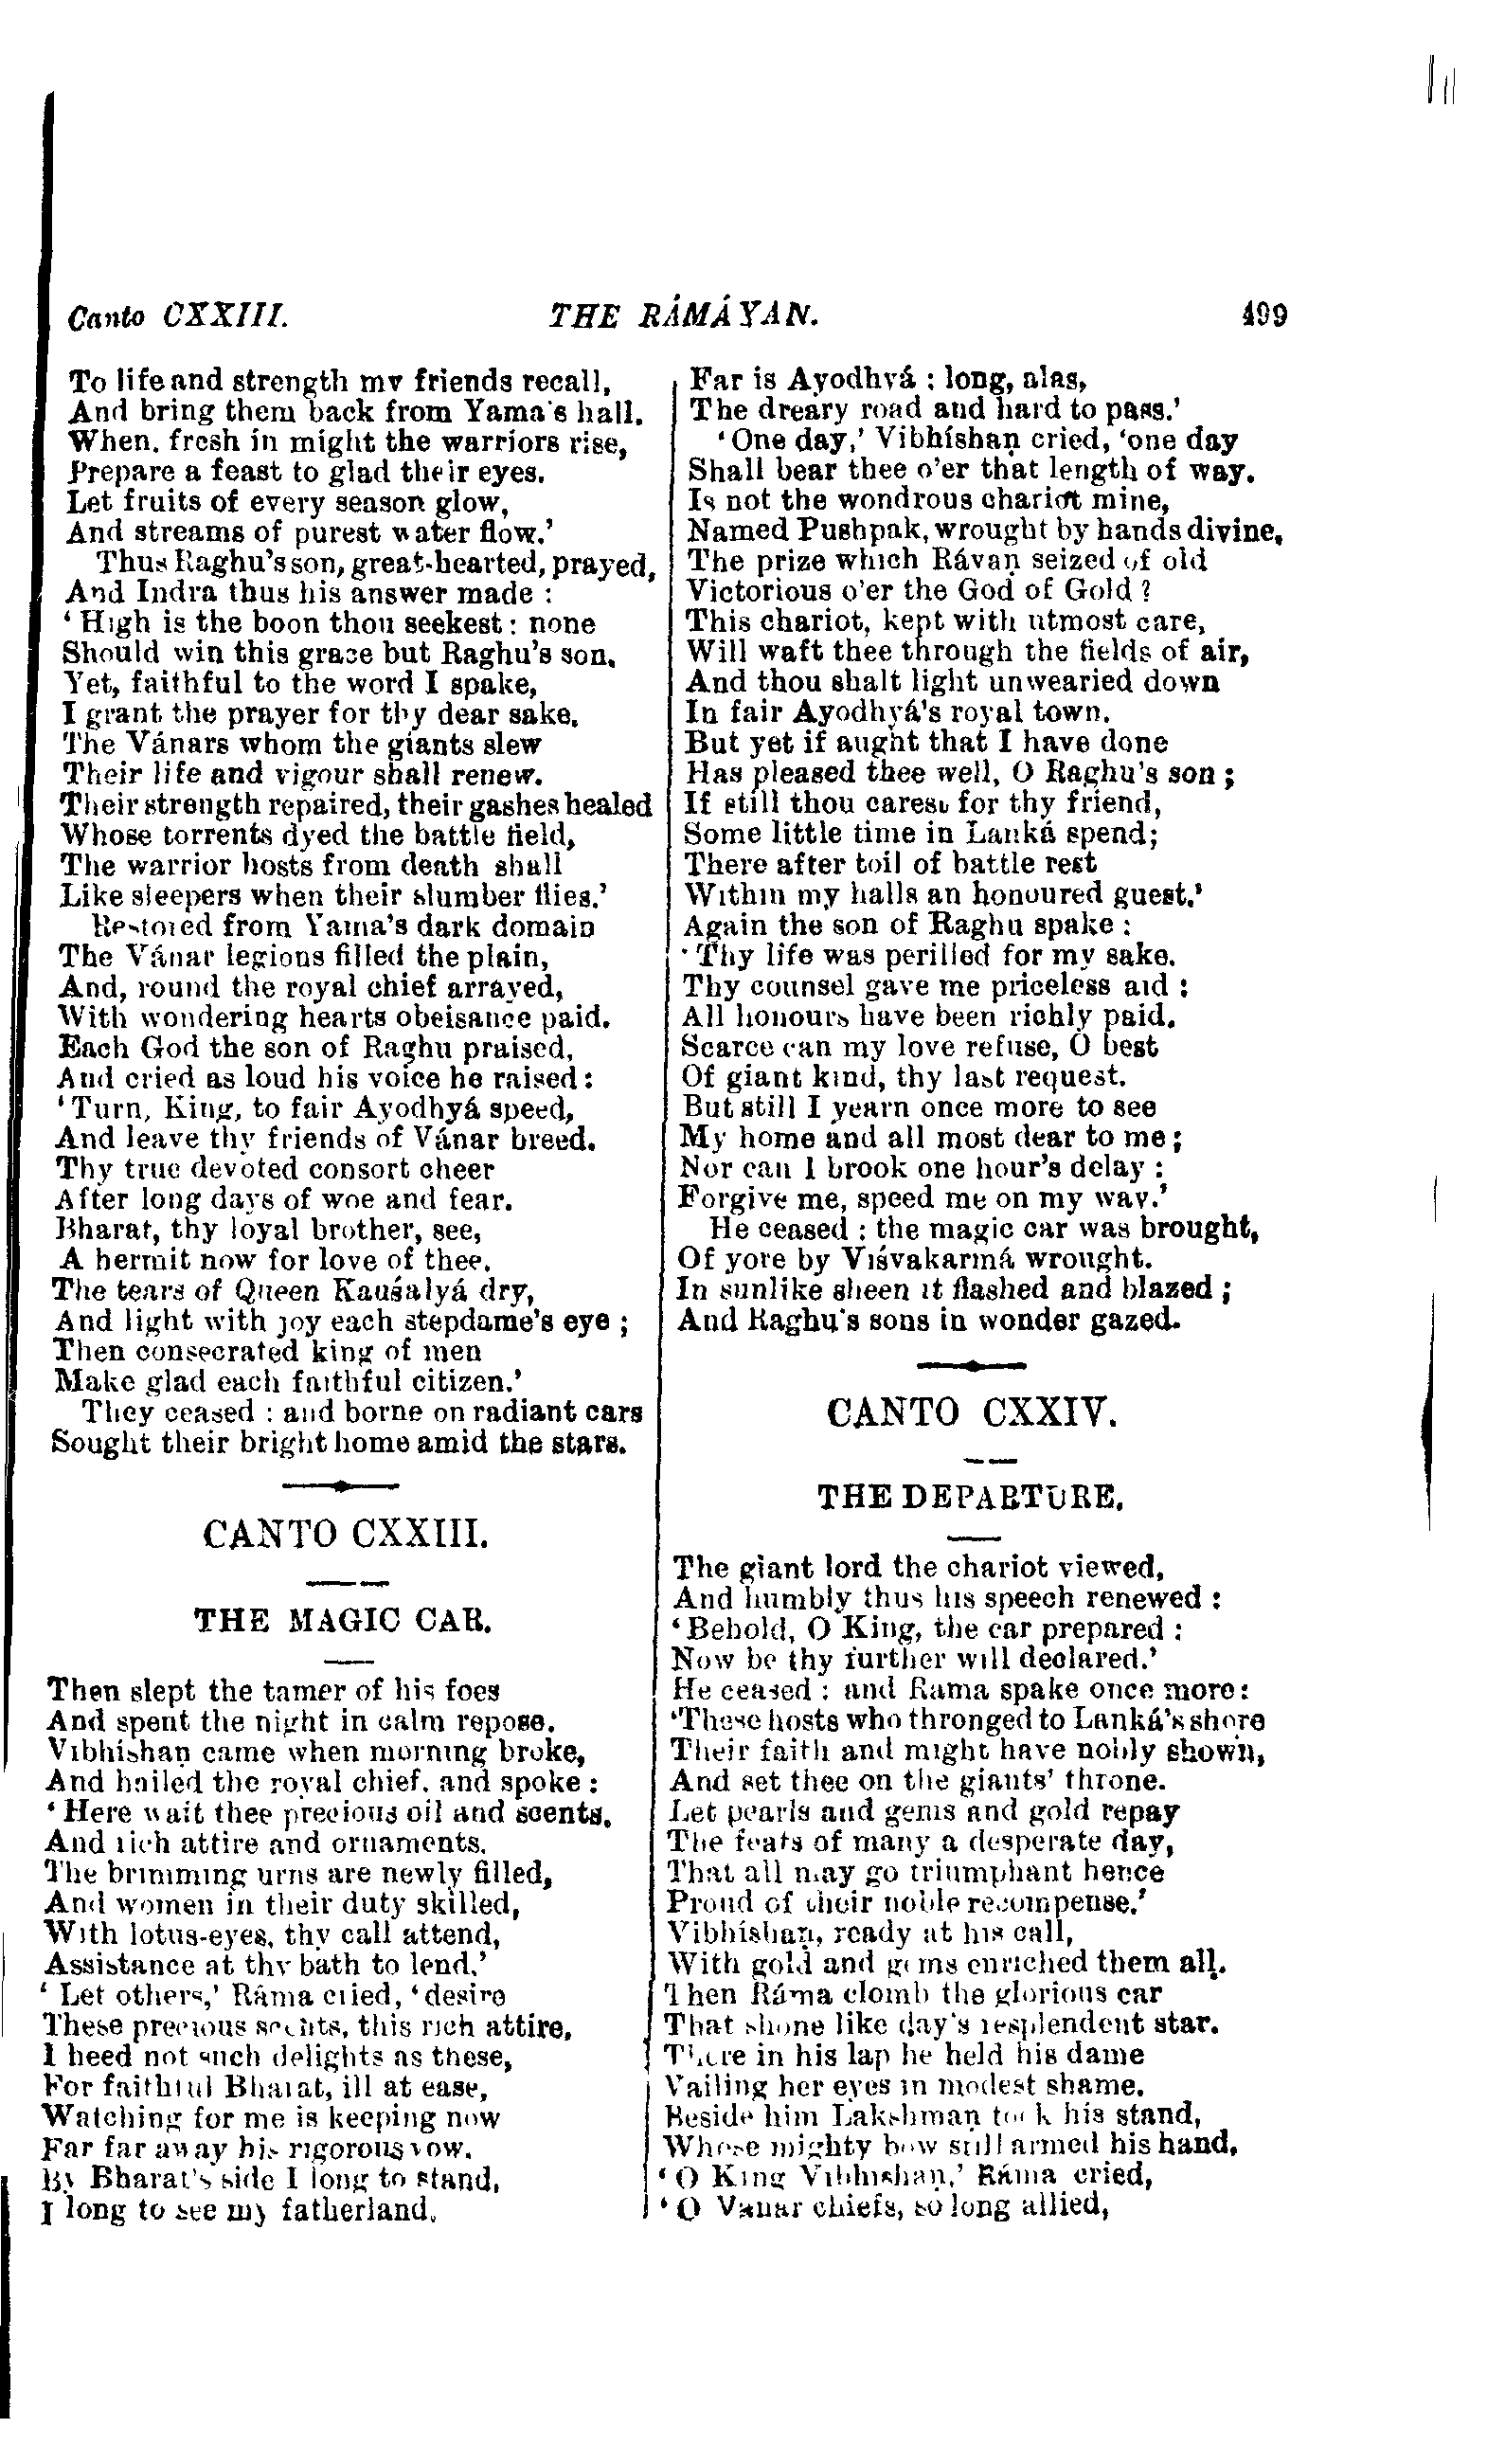 Canto CXXIII.
THE RÁMÁYAN.
499
To life and strength my friends recall,
And bring them back from Yama's hall.
When, fresh in might the warriors rise,
Prepare a feast to glad their eyes.
Let fruits of every season glow,
And streams of purest water flow.'
Thus Raghu's son, great-hearted, prayed,
And Indra thus his answer made :
'High is the boon thou seekest: none
Should win this grace but Raghu's son.
Yet, faithful to the word I spake,
I grant the prayer for thy dear sake.
The Vánars whom the giants slew
Their life and vigour shall renew.
Their strength repaired, their gashes healed
Whose torrents dyed the battle field,
The warrior hosts from death shall
Like sleepers when their slumber flies.'
Restored from Yama's dark domain
The Vánar legions filled the plain,
And, round the royal chief arrayed,
With wondering hearts obeisance paid.
Each God the son of Raghu praised,
And cried as loud his voice he raised:
'Turn, King, to fair Ayodhyá speed,
And leave thy friends of Vánar breed.
Thy true devoted consort cheer
After long days of woe and fear.
Bharat, thy loyal brother, see,
A hermit now for love of thee.
The tears of Queen Kauśalyá dry,
And light with joy each stepdame's eye ;
Then consecrated king of men
Make glad each faithful citizen.'
They ceased : and borne on radiant cars
Sought their bright home amid the stars.
CANTO CXXIII.
THE MAGIC CAR.
Then slept the tamer of his foes
And spent the night in calm repose.
Vibhishaṇ came when morning broke,
And hailed the royal chief, and spoke :
'Here wait thee precious oil and scents,
And rich attire and ornaments.
The brimming urns are newly filled,
And women in their duty skilled,
With lotus-eyes, thy call attend,
Assistance at thy bath to lend.'
'Let others,' Ráma cried, 'desire
These precious scents, this rich attire,
I heed not such delights as these,
For faithful Bharat, ill at ease,
Watching for me is keeping now
Far far away his rigorous vow.
By Bharat's side I long to stand,
I long to see my fatherland.
Far is Ayodhyá : long, alas,
The dreary road and hard to pass.'
'One day,' Vibhíshaṇ cried, 'one day
Shall bear thee o'er that length of way.
Is not the wondrous chariot mine,
Named Pushpak, wrought by hands divine,
The prize which Rávaṇ seized of old
Victorious o'er the God of Gold ?
This chariot, kept with utmost care,
Will waft thee through the fields of air,
And thou shalt light unwearied down
In fair Ayodhyá's royal town.
But yet if aught that I have done
Has pleased thee well, O Raghu's son ;
If still thou carest for thy friend,
Some little time in Lanká spend;
There after toil of battle rest
Within my halls an honoured guest.'
Again the son of Raghu spake :
'Thy life was perilled for my sake.
Thy counsel gave me priceless aid :
All honours have been richly paid.
Scarce can my love refuse, O best
Of giant kind, thy last request.
But still I yearn once more to see
My home and all most dear to me ;
Nor can I brook one hour's delay :
Forgive me, speed me on my way.'
He ceased : the magic car was brought,
Of yore by Viśvakarmá wrought.
In sunlike sheen it flashed and blazed ;
And Raghu's sons in wonder gazed.
CANTO CXXIV.
THE DEPARTURE.
The giant lord the chariot viewed,
And humbly thus his speech renewed :
'Behold, O King, the car prepared :
Now be thy further will declared.'
He ceased : and Rama spake once more:
'These hosts who thronged to Lanká's shore
Their faith and might have nobly shown,
And set thee on the giants' throne.
Let pearls and gems and gold repay
The feats of many a desperate day,
That all may go triumphant hence
Proud of their noble recompense.'
Vibhíshaṇ, ready at his call,
With gold and gems enriched them all.
Then Ráma clomb the glorious car
That shone like day's resplendent star.
There in his lap he held his dame
Vailing her eyes in modest shame.
Beside him Lakshmaṇ took his stand,
Whose mighty bow still armed his hand,
'O King Vibhishaṇ,' Ráma cried,
'O Vánar chiefs, so long allied,